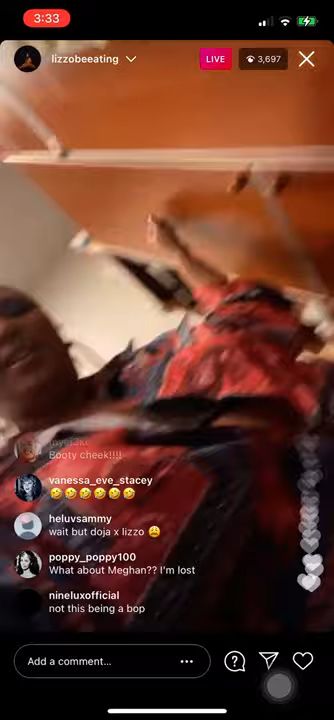 3:33
lizzobeeating
LIVE
3,697
Booty cheek!!!!
vanessa_eve_stacey
🤣🤣🤣🤣🤣🤣
heluvsammy
wait but doja x lizzo 😩
poppy_poppy100
What about Meghan?? I'm lost
nineluxofficial
not this being a bop
Add a comment...